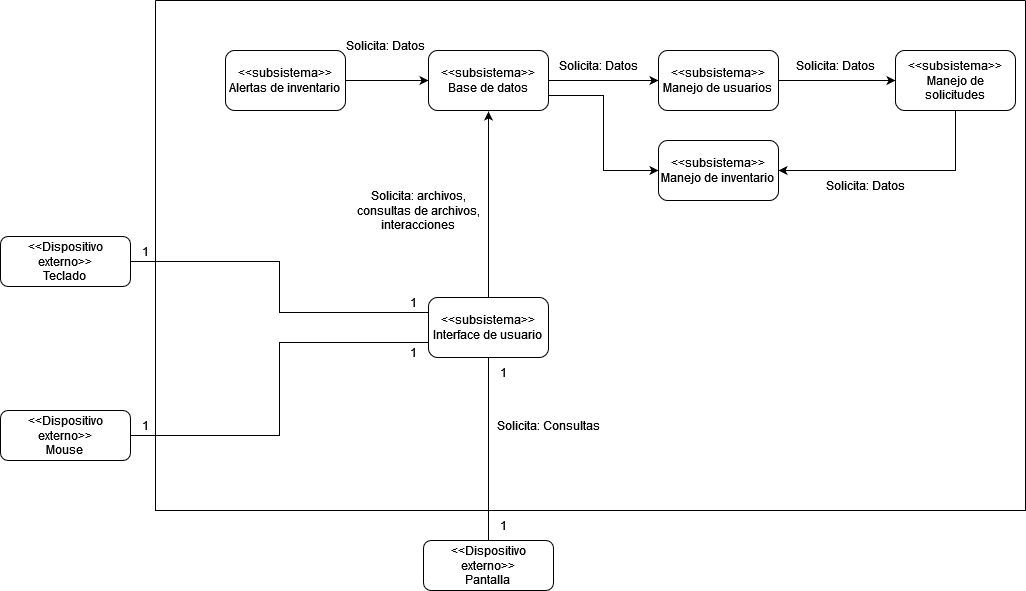 Solicita: Datos
<<subsistema>>
Alertas de inventario
<<subsistema>>
Base de datos
Solicita: Datos
<<subsistema>>
Manejo de usuarios
Solicita: Datos
<<subsistema>>
Manejo de
solicitudes
<<subsistema>>
Manejo de inventario
Solicita: Datos
Solicita: archivos,
consultas de archivos,
interacciones
<<Dispositivo
externo>>
Teclado
1
1
<<subsistema>>
Interface de usuario
1
1
<<Dispositivo
externo>>
Mouse
1
Solicita: Consultas
1
<<Dispositivo
externo>>
Pantalla